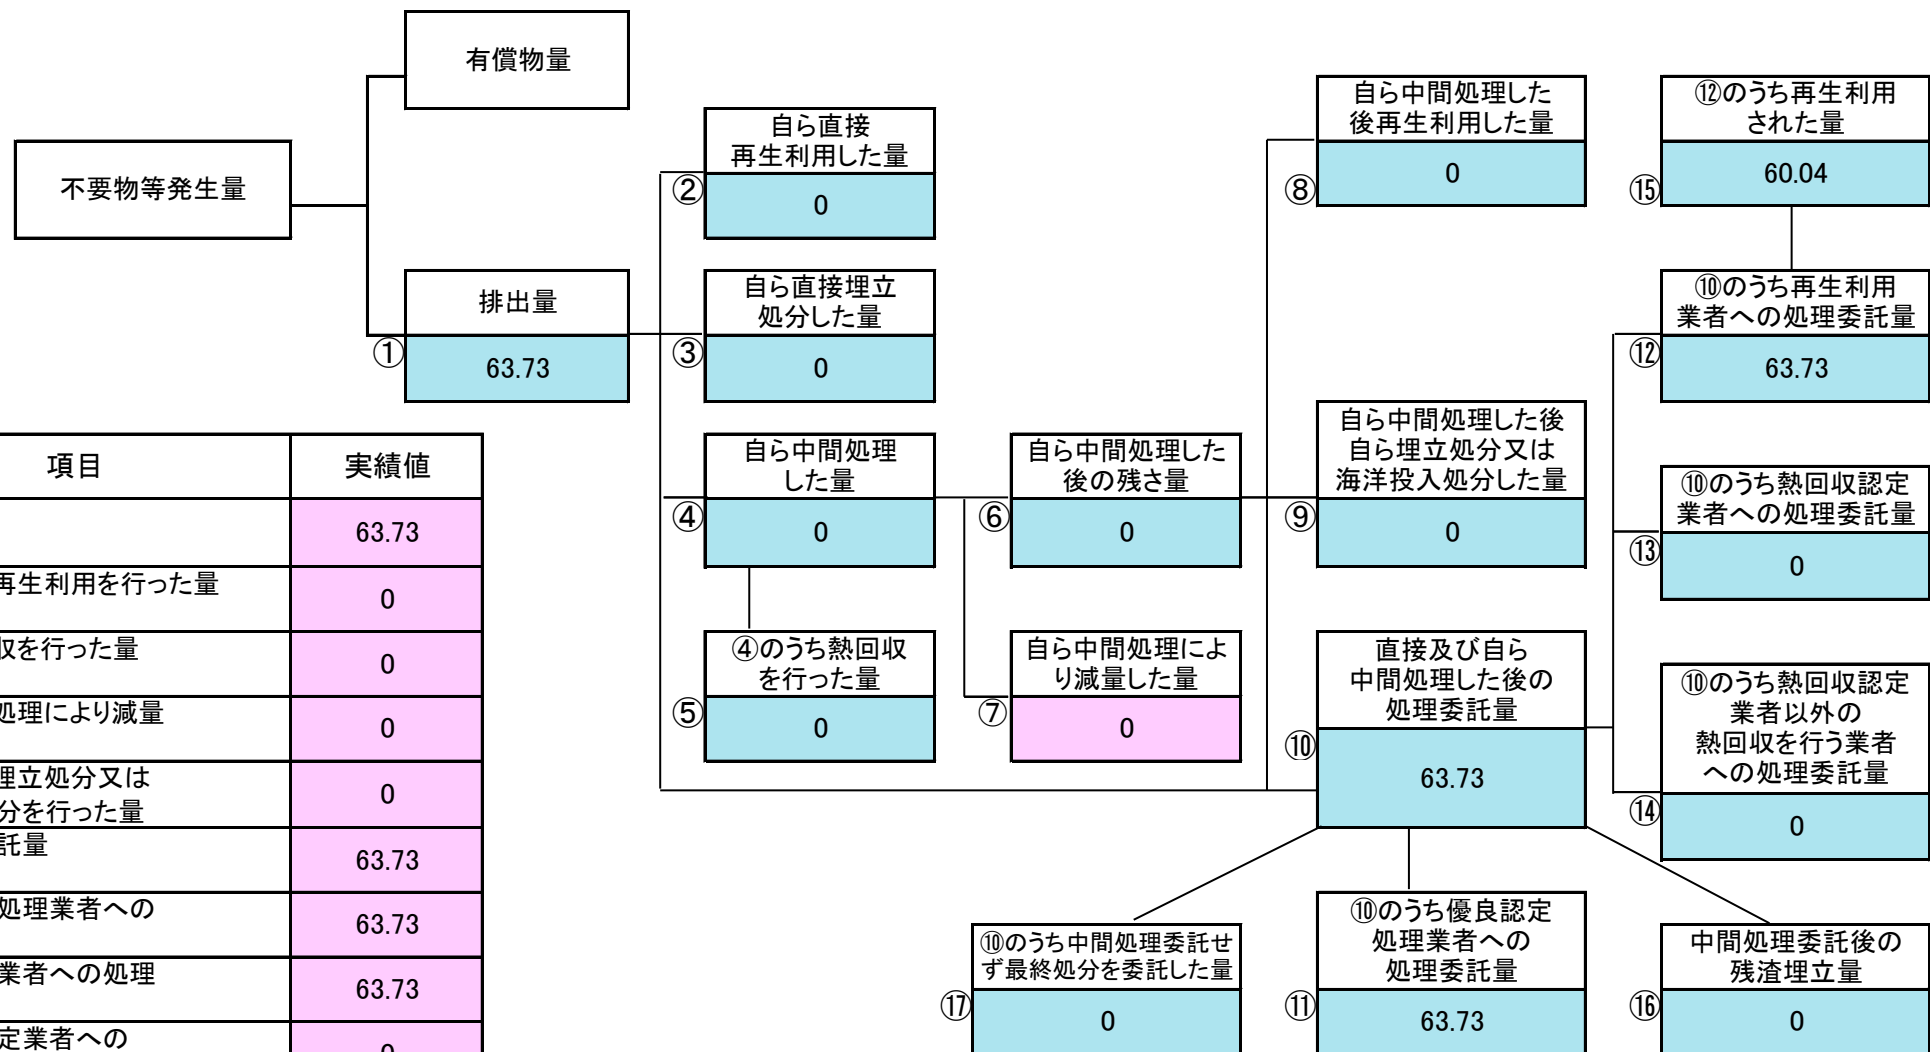 有償物量
不要物等発生量
排出量
①
63.73
自ら直接
再生利用した量
②
0
自ら直接埋立
処分した量
③
0
自ら中間処理
した量
④
0
④のうち熱回収
を行った量
⑤
0
自ら中間処理した
後の残さ量
⑥
0
自ら中間処理によ
り減量した量
⑦
0
自ら中間処理した
後再生利用した量
⑧
0
自ら中間処理した後
自ら埋立処分又は
海洋投入処分した量
⑨
0
直接及び自ら
中間処理した後の
処理委託量
⑩
63.73
⑫のうち再生利用
された量
⑮
60.04
⑩のうち再生利用
業者への処理委託量
⑫
63.73
⑩のうち熱回収認定
業者への処理委託量
⑬
0
⑩のうち熱回収認定
業者以外の
熱回収を行う業者
への処理委託量
⑭
0
⑩のうち中間処理委託せ
ず最終処分を委託した量
⑰
0
⑩のうち優良認定
処理業者への
処理委託量
⑪
63.73
中間処理委託後の
残渣埋立量
⑯
0
項目
実績値
63.73
再生利用を行った量
0
収を行った量
0
処理により減量
0
埋立処分又は
分を行った量
0
託量
63.73
処理業者への
63.73
業者への処理
63.73
定業者への
0